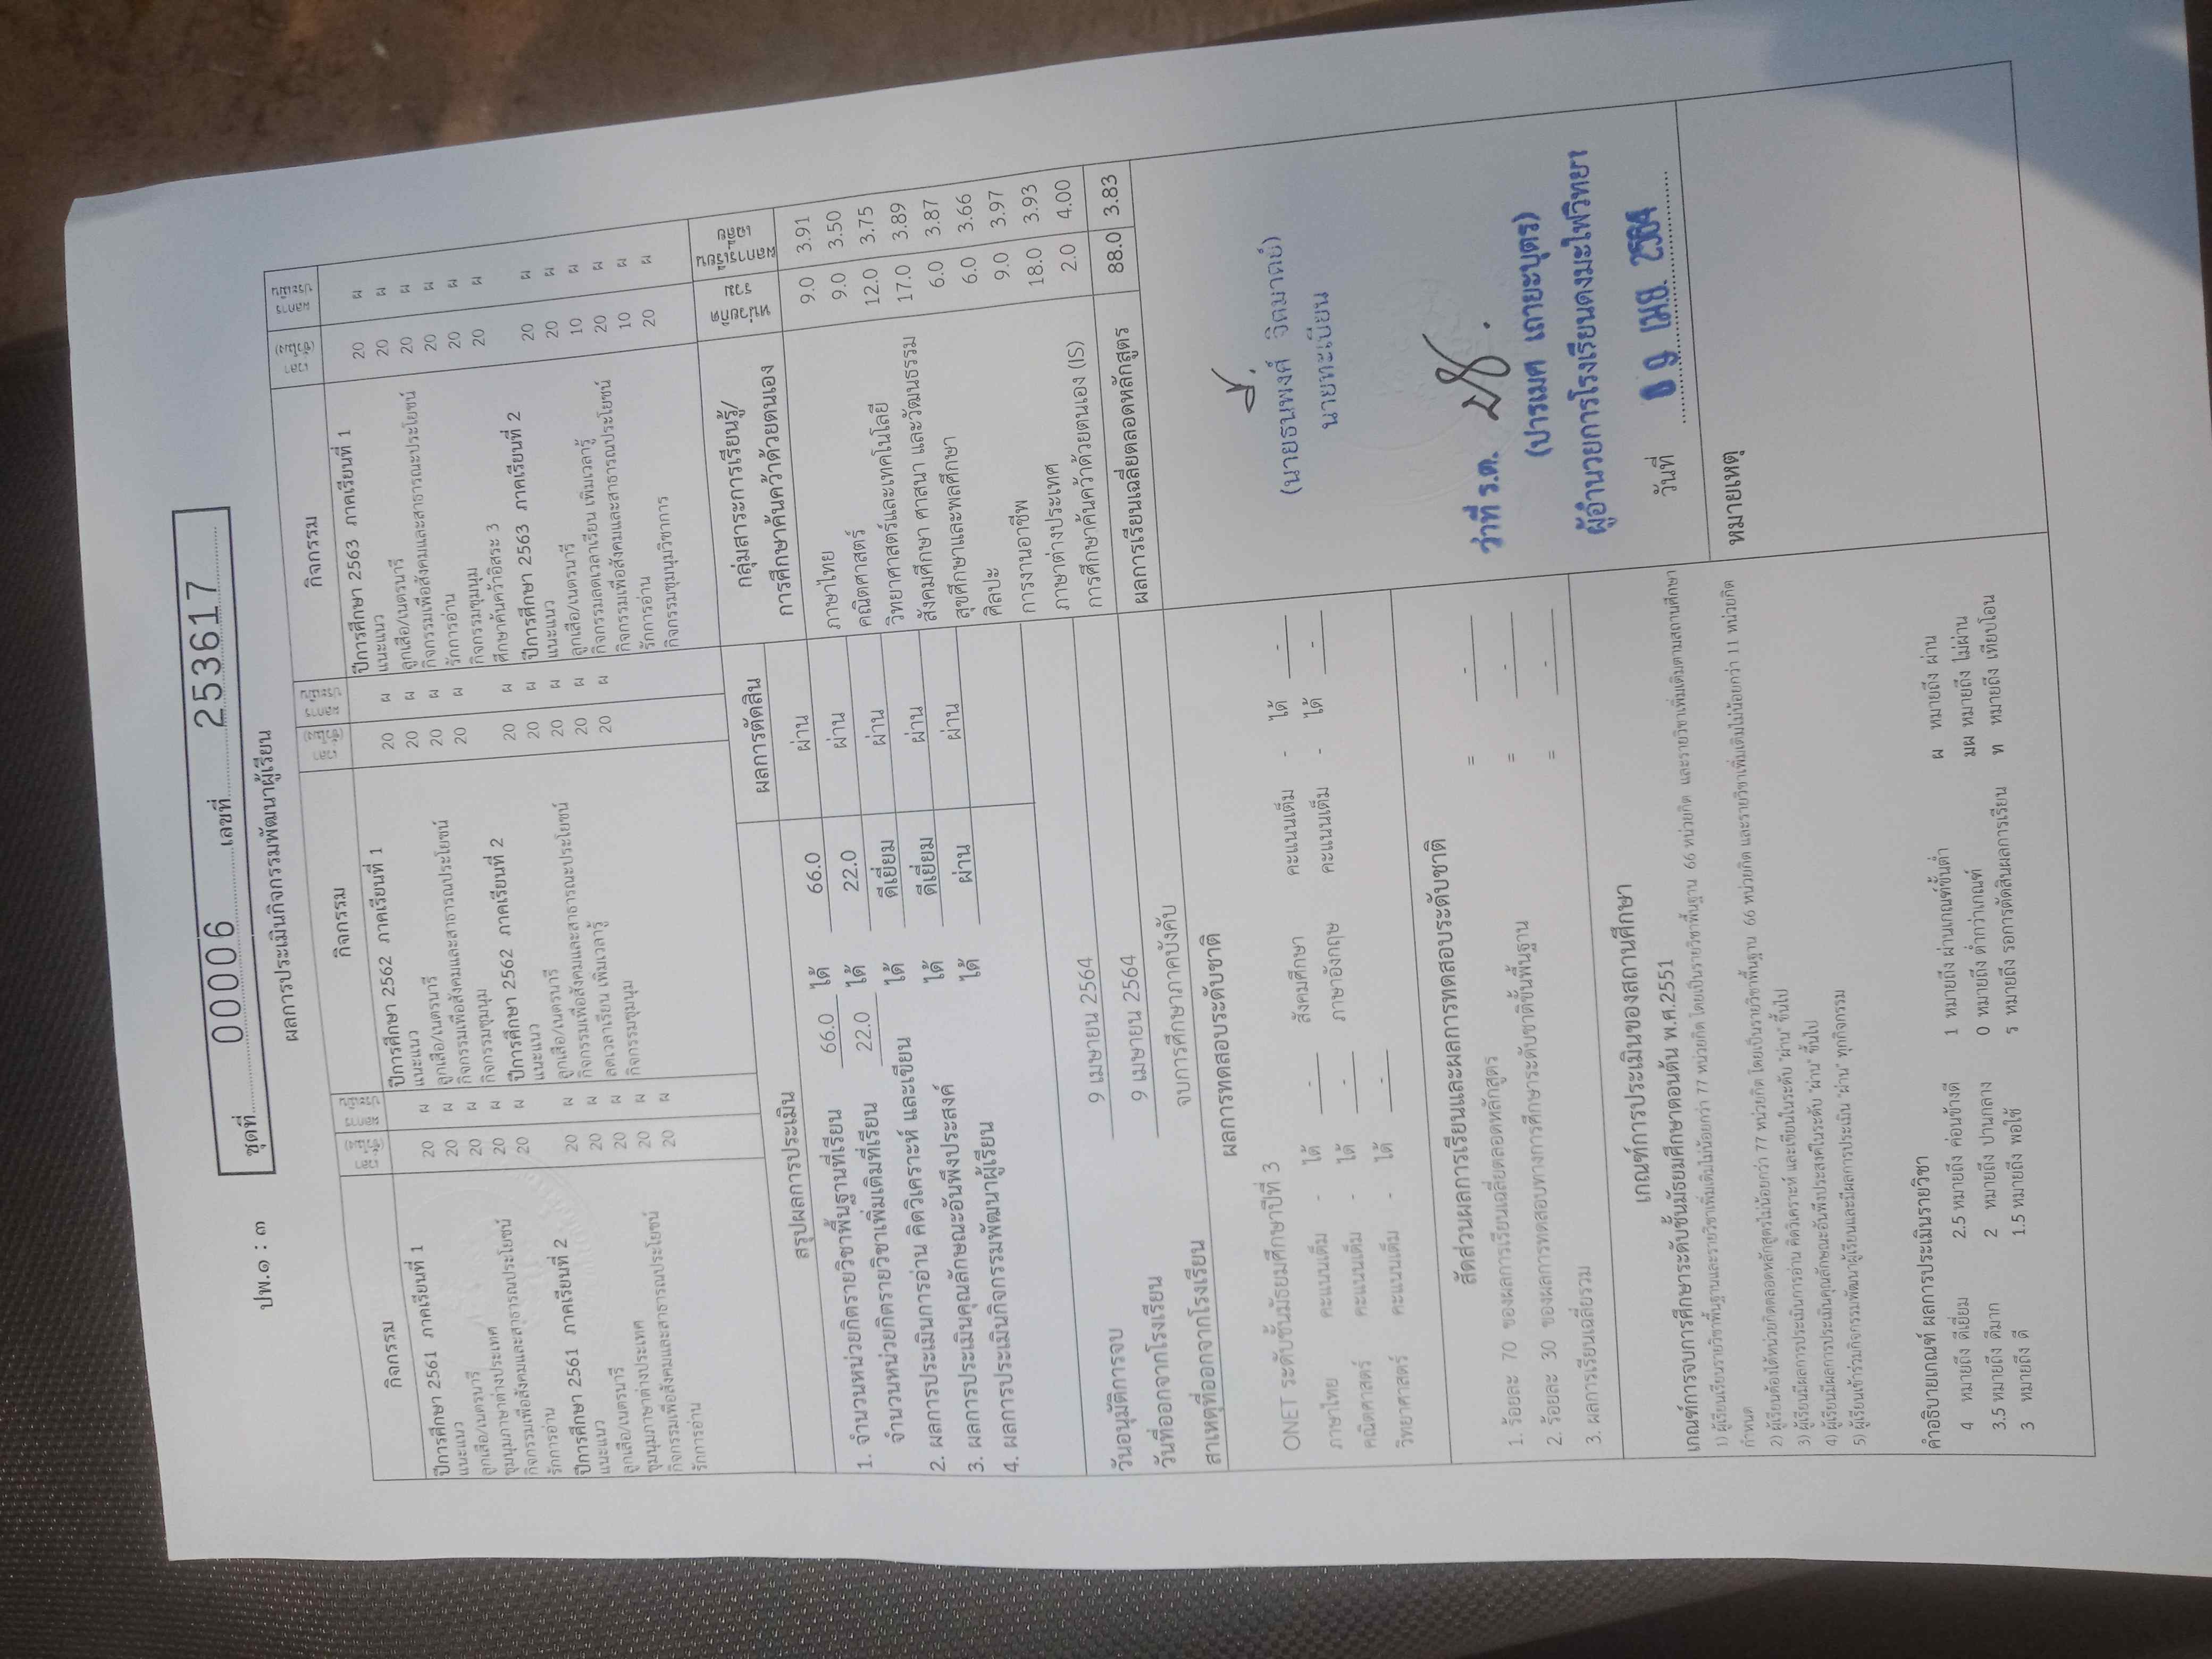 ปพ.๑ : ๓
ชุดที่ 00006 เลขที่ 253617
ผลการประเมินกิจกรรมพัฒนาผู้เรียน
กิจกรรม
ปีการศึกษา 2561 ภาคเรียนที่ 1
แนะแนว 20 ผ
ลูกเสือ/เนตรนารี 20 ผ
ชุมนุมภาษาต่างประเทศ 20 ผ
กิจกรรมเพื่อสังคมและสาธารณประโยชน์ 20 ผ
รักการอ่าน 20 ผ
ปีการศึกษา 2561 ภาคเรียนที่ 2
แนะแนว 20 ผ
ลูกเสือ/เนตรนารี 20 ผ
ชุมนุมภาษาต่างประเทศ 20 ผ
กิจกรรมเพื่อสังคมและสาธารณประโยชน์ 20 ผ
รักการอ่าน 20 ผ
กิจกรรม
ปีการศึกษา 2562 ภาคเรียนที่ 1
แนะแนว 20 ผ
ลูกเสือ/เนตรนารี 20 ผ
กิจกรรมเพื่อสังคมและสาธารณประโยชน์ 20 ผ
กิจกรรมชุมนุม 20 ผ
ปีการศึกษา 2562 ภาคเรียนที่ 2
แนะแนว 20 ผ
ลูกเสือ/เนตรนารี 20 ผ
กิจกรรมเพื่อสังคมและสาธารณะประโยชน์ 20 ผ
ลดเวลาเรียน เพิ่มเวลารู้ 20 ผ
กิจกรรมชุมนุม 20 ผ
กิจกรรม
ปีการศึกษา 2563 ภาคเรียนที่ 1
แนะแนว 20 ผ
ลูกเสือ/เนตรนารี 20 ผ
กิจกรรมเพื่อสังคมและสาธารณะประโยชน์ 20 ผ
รักการอ่าน 20 ผ
กิจกรรมชุมนุม 20 ผ
ศึกษาค้นคว้าอิสระ 3 20 ผ
ปีการศึกษา 2563 ภาคเรียนที่ 2
แนะแนว 20 ผ
ลูกเสือ/เนตรนารี 20 ผ
กิจกรรมลดเวลาเรียน เพิ่มเวลารู้ 10 ผ
กิจกรรมเพื่อสังคมและสาธารณประโยชน์ 20 ผ
รักการอ่าน 10 ผ
กิจกรรมชุมนุมวิชาการ 20 ผ
สรุปผลการประเมิน ผลการตัดสิน
1. จำนวนหน่วยกิตรายวิชาพื้นฐานที่เรียน 66.0 ได้ 66.0 ผ่าน
จำนวนหน่วยกิตรายวิชาเพิ่มเติมที่เรียน 22.0 ได้ 22.0 ผ่าน
2. ผลการประเมินการอ่าน คิดวิเคราะห์ และเขียน ได้ ดีเยี่ยม ผ่าน
3. ผลการประเมินคุณลักษณะอันพึงประสงค์ ได้ ดีเยี่ยม ผ่าน
4. ผลการประเมินกิจกรรมพัฒนาผู้เรียน ได้ ผ่าน ผ่าน
วันอนุมัติการจบ 9 เมษายน 2564
วันที่ออกจากโรงเรียน 9 เมษายน 2564
สาเหตุที่ออกจากโรงเรียน จบการศึกษาภาคบังคับ
กลุ่มสาระการเรียนรู้/
การศึกษาค้นคว้าด้วยตนเอง
หน่วยกิต
รวม
ผลการเรียน
เฉลี่ย
ภาษาไทย 9.0 3.91
คณิตศาสตร์ 9.0 3.50
วิทยาศาสตร์และเทคโนโลยี 12.0 3.75
สังคมศึกษา ศาสนา และวัฒนธรรม 17.0 3.89
สุขศึกษาและพลศึกษา 6.0 3.87
ศิลปะ 6.0 3.66
การงานอาชีพ 9.0 3.97
ภาษาต่างประเทศ 18.0 3.93
การศึกษาค้นคว้าด้วยตนเอง (IS) 2.0 4.00
ผลการเรียนเฉลี่ยตลอดหลักสูตร 88.0 3.83
ผลการทดสอบระดับชาติ
ONET ระดับชั้นมัธยมศึกษาปีที่ 3
ภาษาไทย คะแนนเต็ม - ได้ - สังคมศึกษา คะแนนเต็ม - ได้ -
คณิตศาสตร์ คะแนนเต็ม - ได้ - ภาษาอังกฤษ คะแนนเต็ม - ได้ -
วิทยาศาสตร์ คะแนนเต็ม - ได้ -
สัดส่วนผลการเรียนและผลการทดสอบระดับชาติ
1. ร้อยละ 70 ของผลการเรียนเฉลี่ยตลอดหลักสูตร = -
2. ร้อยละ 30 ของผลการทดสอบทางการศึกษาระดับชาติขั้นพื้นฐาน = -
3. ผลการเรียนเฉลี่ยรวม = -
(นายธนพงศ์ จิตมาตย์)
นายทะเบียน
ว่าที่ ร.ต.
(ปารเมศ เถายะบุตร)
ผู้อำนวยการโรงเรียนดงมะไฟวิทยา
วันที่ 0 9 เม.ย. 2564
หมายเหตุ
เกณฑ์การประเมินของสถานศึกษา
เกณฑ์การจบการศึกษาระดับชั้นมัธยมศึกษาตอนต้น พ.ศ.2551
1) ผู้เรียนเรียนรายวิชาพื้นฐานและรายวิชาเพิ่มเติมไม่น้อยกว่า 77 หน่วยกิต โดยเป็นรายวิชาพื้นฐาน 66 หน่วยกิต และรายวิชาเพิ่มเติมตามสถานศึกษา
กำหนด
2) ผู้เรียนต้องได้หน่วยกิตตลอดหลักสูตรไม่น้อยกว่า 77 หน่วยกิต โดยเป็นรายวิชาพื้นฐาน 66 หน่วยกิต และรายวิชาเพิ่มเติมไม่น้อยกว่า 11 หน่วยกิต
3) ผู้เรียนมีผลการประเมินการอ่าน คิดวิเคราะห์ และเขียนในระดับ "ผ่าน" ขึ้นไป
4) ผู้เรียนมีผลการประเมินคุณลักษณะอันพึงประสงค์ในระดับ "ผ่าน" ขึ้นไป
5) ผู้เรียนเข้าร่วมกิจกรรมพัฒนาผู้เรียนและมีผลการประเมิน "ผ่าน" ทุกกิจกรรม
คำอธิบายเกณฑ์ ผลการประเมินรายวิชา
4 หมายถึง ดีเยี่ยม 2.5 หมายถึง ค่อนข้างดี 1 หมายถึง ผ่านเกณฑ์ขั้นต่ำ ผ หมายถึง ผ่าน
3.5 หมายถึง ดีมาก 2 หมายถึง ปานกลาง 0 หมายถึง ต่ำกว่าเกณฑ์ มผ หมายถึง ไม่ผ่าน
3 หมายถึง ดี 1.5 หมายถึง พอใช้ ร หมายถึง รอการตัดสินผลการเรียน ท หมายถึง เทียบโอน